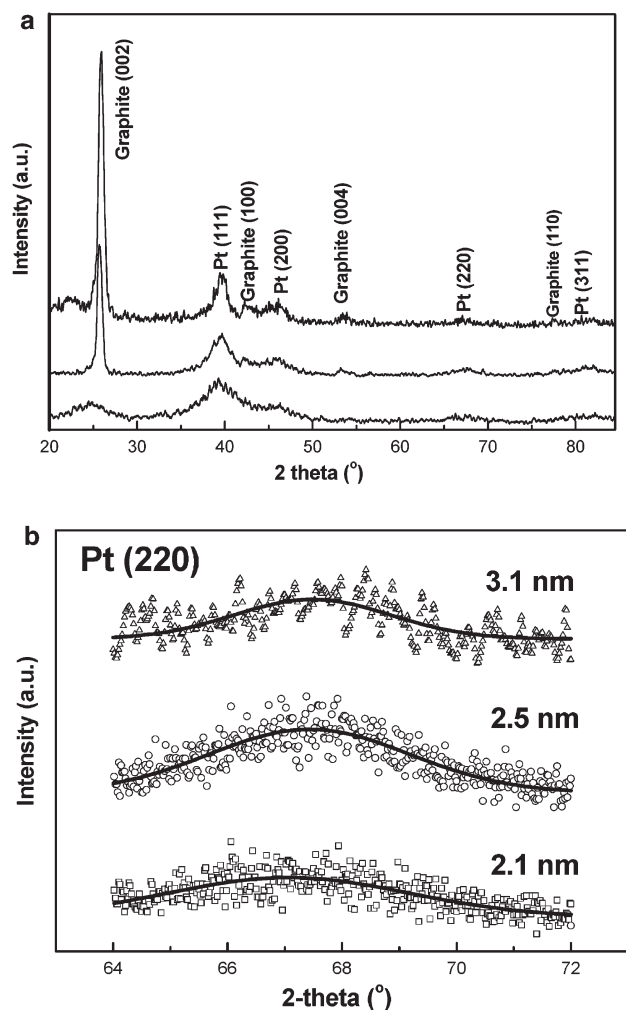 a
Graphite (002)
Pt (111)
Graphite (100)
Pt (200)
Graphite (004)
Pt (220)
Graphite (110)
Pt (311)
Intensity (a.u.)
20 30 40 50 60 70 80
2 theta (°)
b
Pt (220)
3.1 nm
2.5 nm
2.1 nm
Intensity (a.u.)
64 66 68 70 72
2-theta (°)